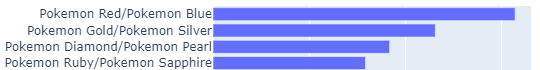 Pokemon Red/Pokemon Blue
Pokemon Gold/Pokemon Silver
Pokemon Diamond/Pokemon Pearl
Pokemon Ruby/Pokemon Sapphire